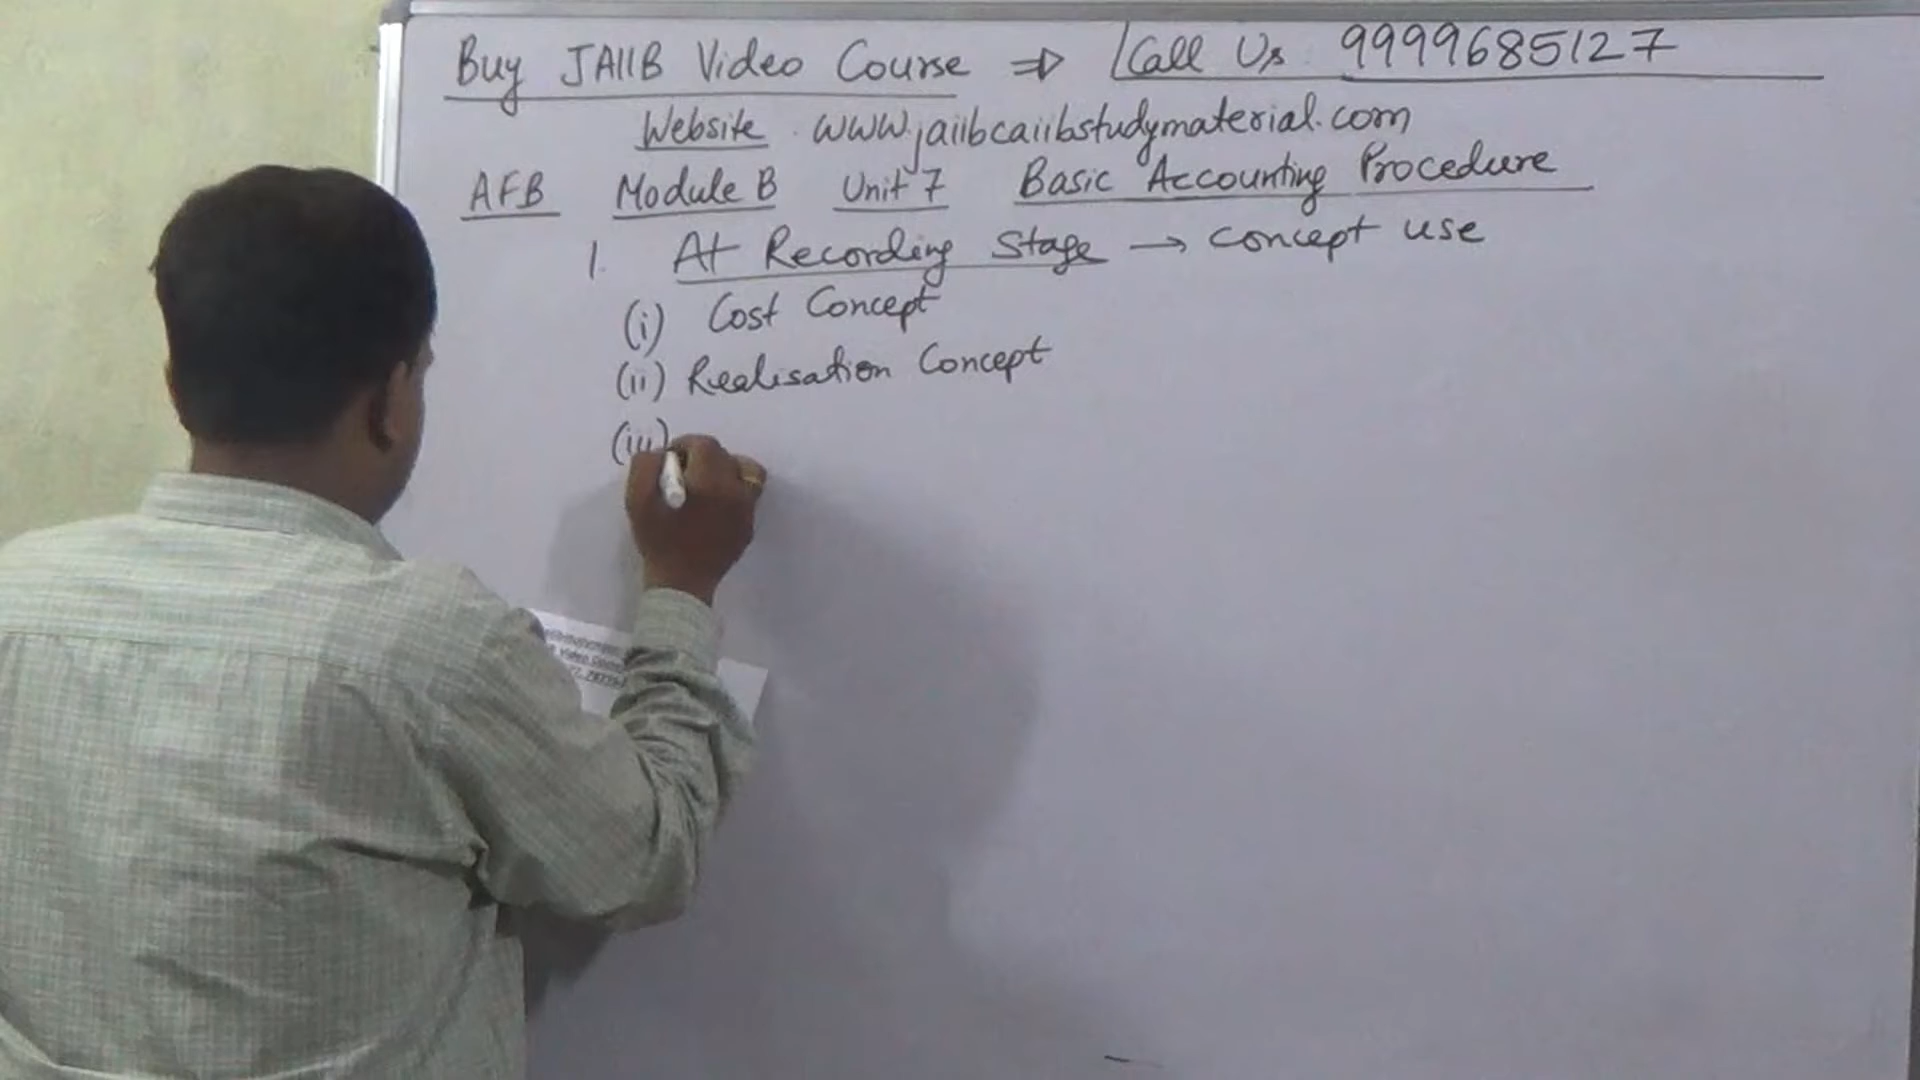 Buy JAIIB Video Course ⇒ Call Us 9999685127
Website www.jaiibcaiibstudymaterial.com
AFB Module B Unit 7 Basic Accounting Procedure
1. At Recording Stage → concept use
(i) Cost Concept
(ii) Realisation Concept
(iii)
Video